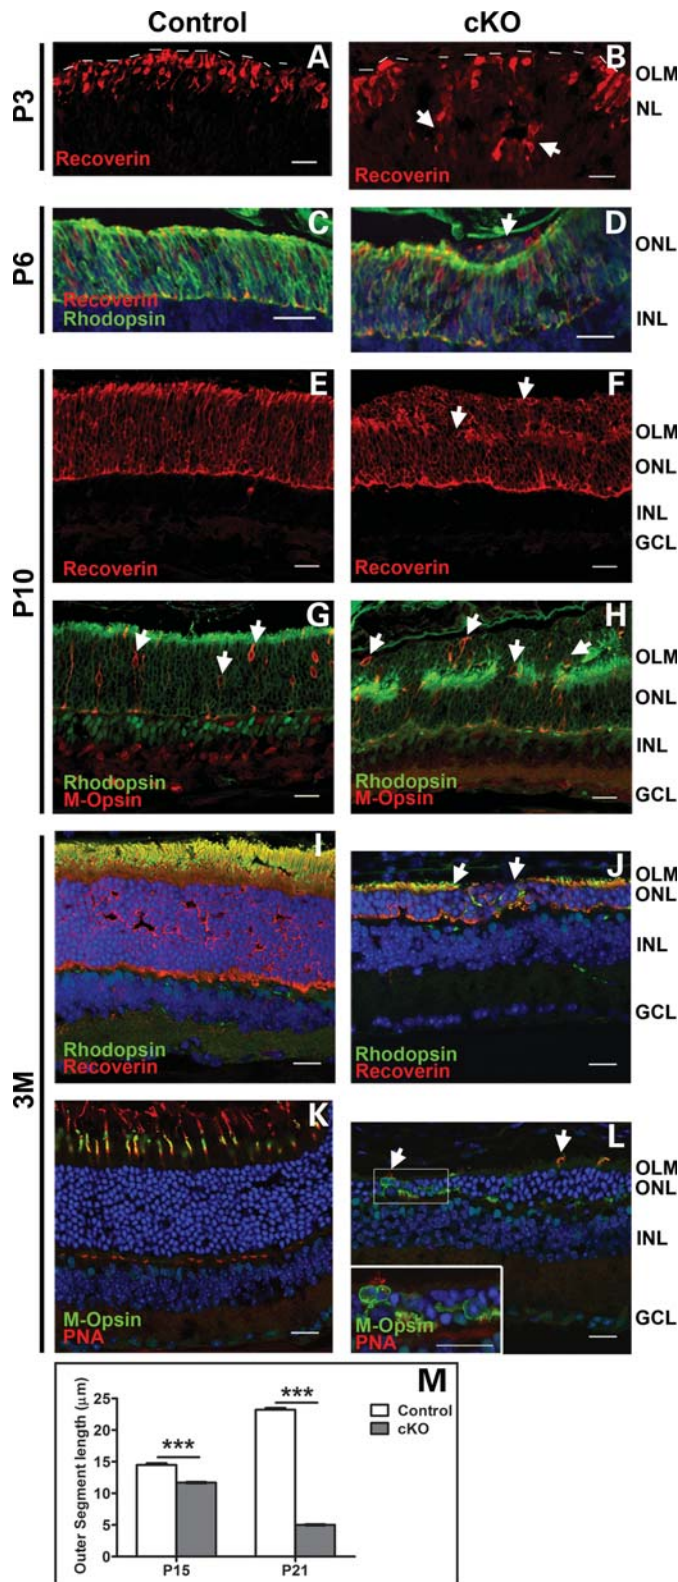 Control cKO
P3
A B
OLM
NL
Recoverin Recoverin
P6
C D
ONL
Recoverin
Rhodopsin
INL
P10
E F
OLM
ONL
INL
GCL
Recoverin Recoverin
G H
OLM
ONL
INL
Rhodopsin Rhodopsin
M-Opsin M-Opsin
GCL
3M
I J
OLM
ONL
INL
GCL
Rhodopsin Rhodopsin
Recoverin Recoverin
K L
OLM
ONL
INL
M-Opsin M-Opsin
PNA PNA
GCL
M
Outer Segment length (µm)
25
20
15
10
5
0
*** ***
Control
cKO
P15 P21